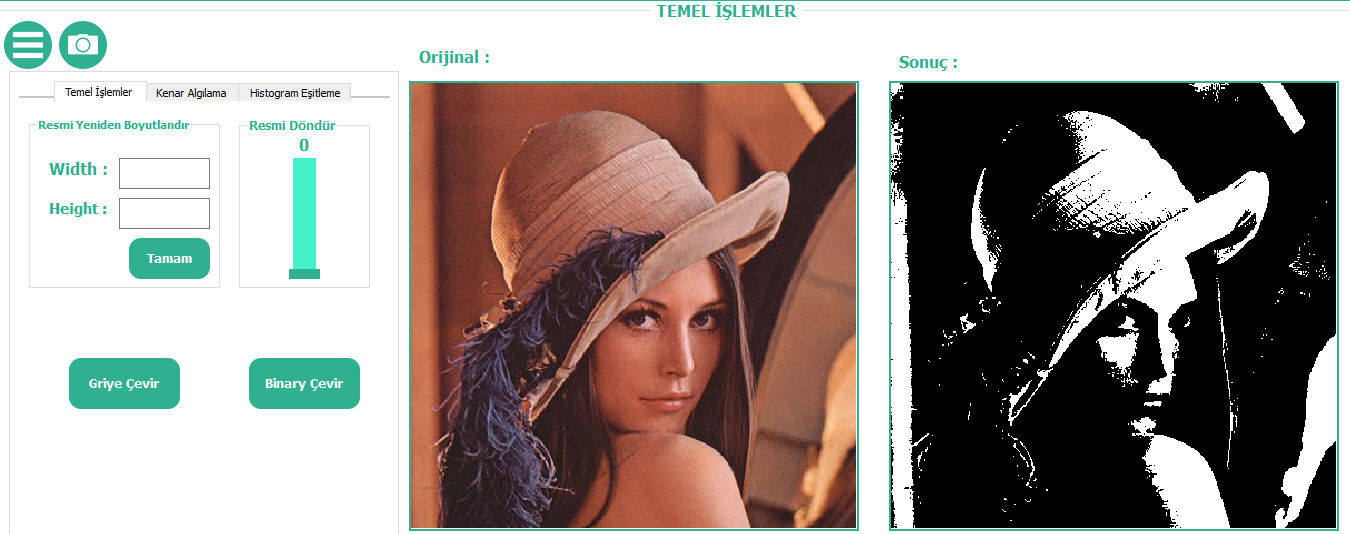 TEMEL İŞLEMLER
Orijinal :
Sonuç :
Temel İşlemler
Kenar Algılama
Histogram Eşitleme
Resmi Yeniden Boyutlandır
Resmi Döndür
0
Width :
Height :
Tamam
Griye Çevir
Binary Çevir